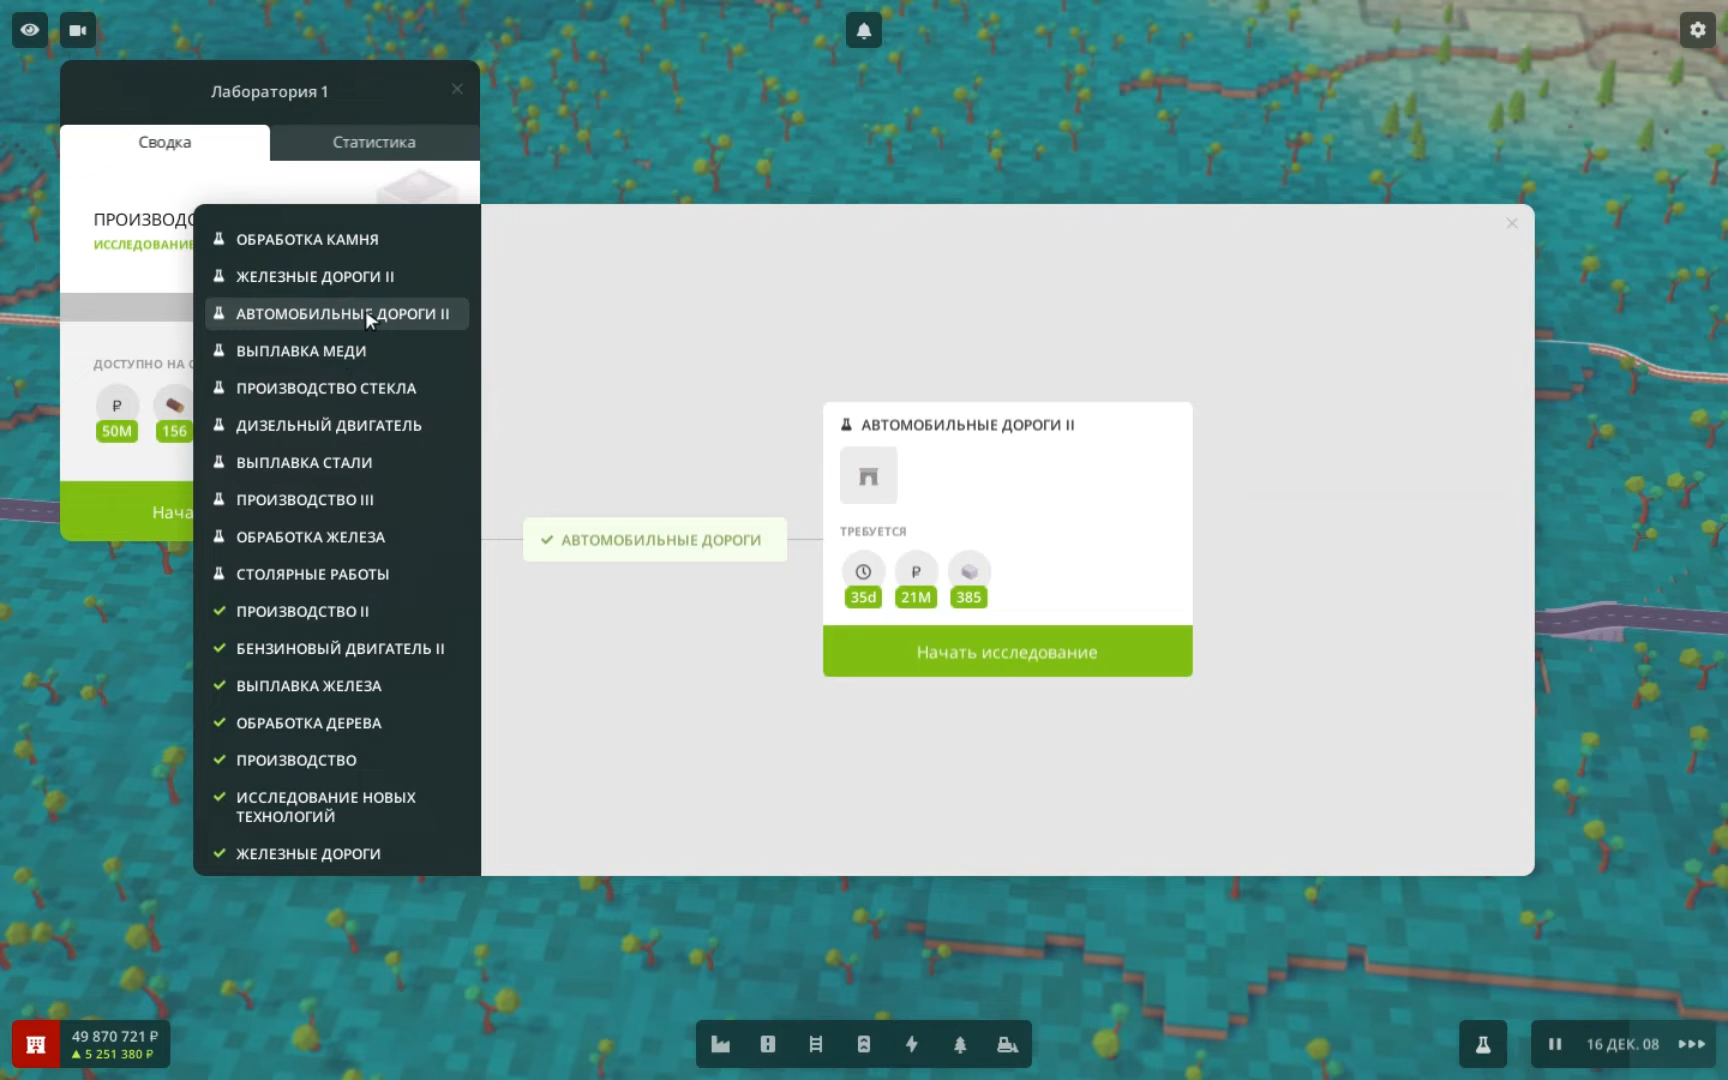 Лаборатория 1
Сводка
Статистика
ПРОИЗВОДС
ИССЛЕДОВАНИЕ
ДОСТУПНО НА С
₽
50M
156
Нача
ОБРАБОТКА КАМНЯ
ЖЕЛЕЗНЫЕ ДОРОГИ II
АВТОМОБИЛЬНЫЕ ДОРОГИ II
ВЫПЛАВКА МЕДИ
ПРОИЗВОДСТВО СТЕКЛА
ДИЗЕЛЬНЫЙ ДВИГАТЕЛЬ
ВЫПЛАВКА СТАЛИ
ПРОИЗВОДСТВО III
ОБРАБОТКА ЖЕЛЕЗА
СТОЛЯРНЫЕ РАБОТЫ
ПРОИЗВОДСТВО II
БЕНЗИНОВЫЙ ДВИГАТЕЛЬ II
ВЫПЛАВКА ЖЕЛЕЗА
ОБРАБОТКА ДЕРЕВА
ПРОИЗВОДСТВО
ИССЛЕДОВАНИЕ НОВЫХ
ТЕХНОЛОГИЙ
ЖЕЛЕЗНЫЕ ДОРОГИ
АВТОМОБИЛЬНЫЕ ДОРОГИ
АВТОМОБИЛЬНЫЕ ДОРОГИ II
ТРЕБУЕТСЯ
₽
35d
21M
385
Начать исследование
49 870 721 ₽
▲ 5 251 380 ₽
16 ДЕК. 08